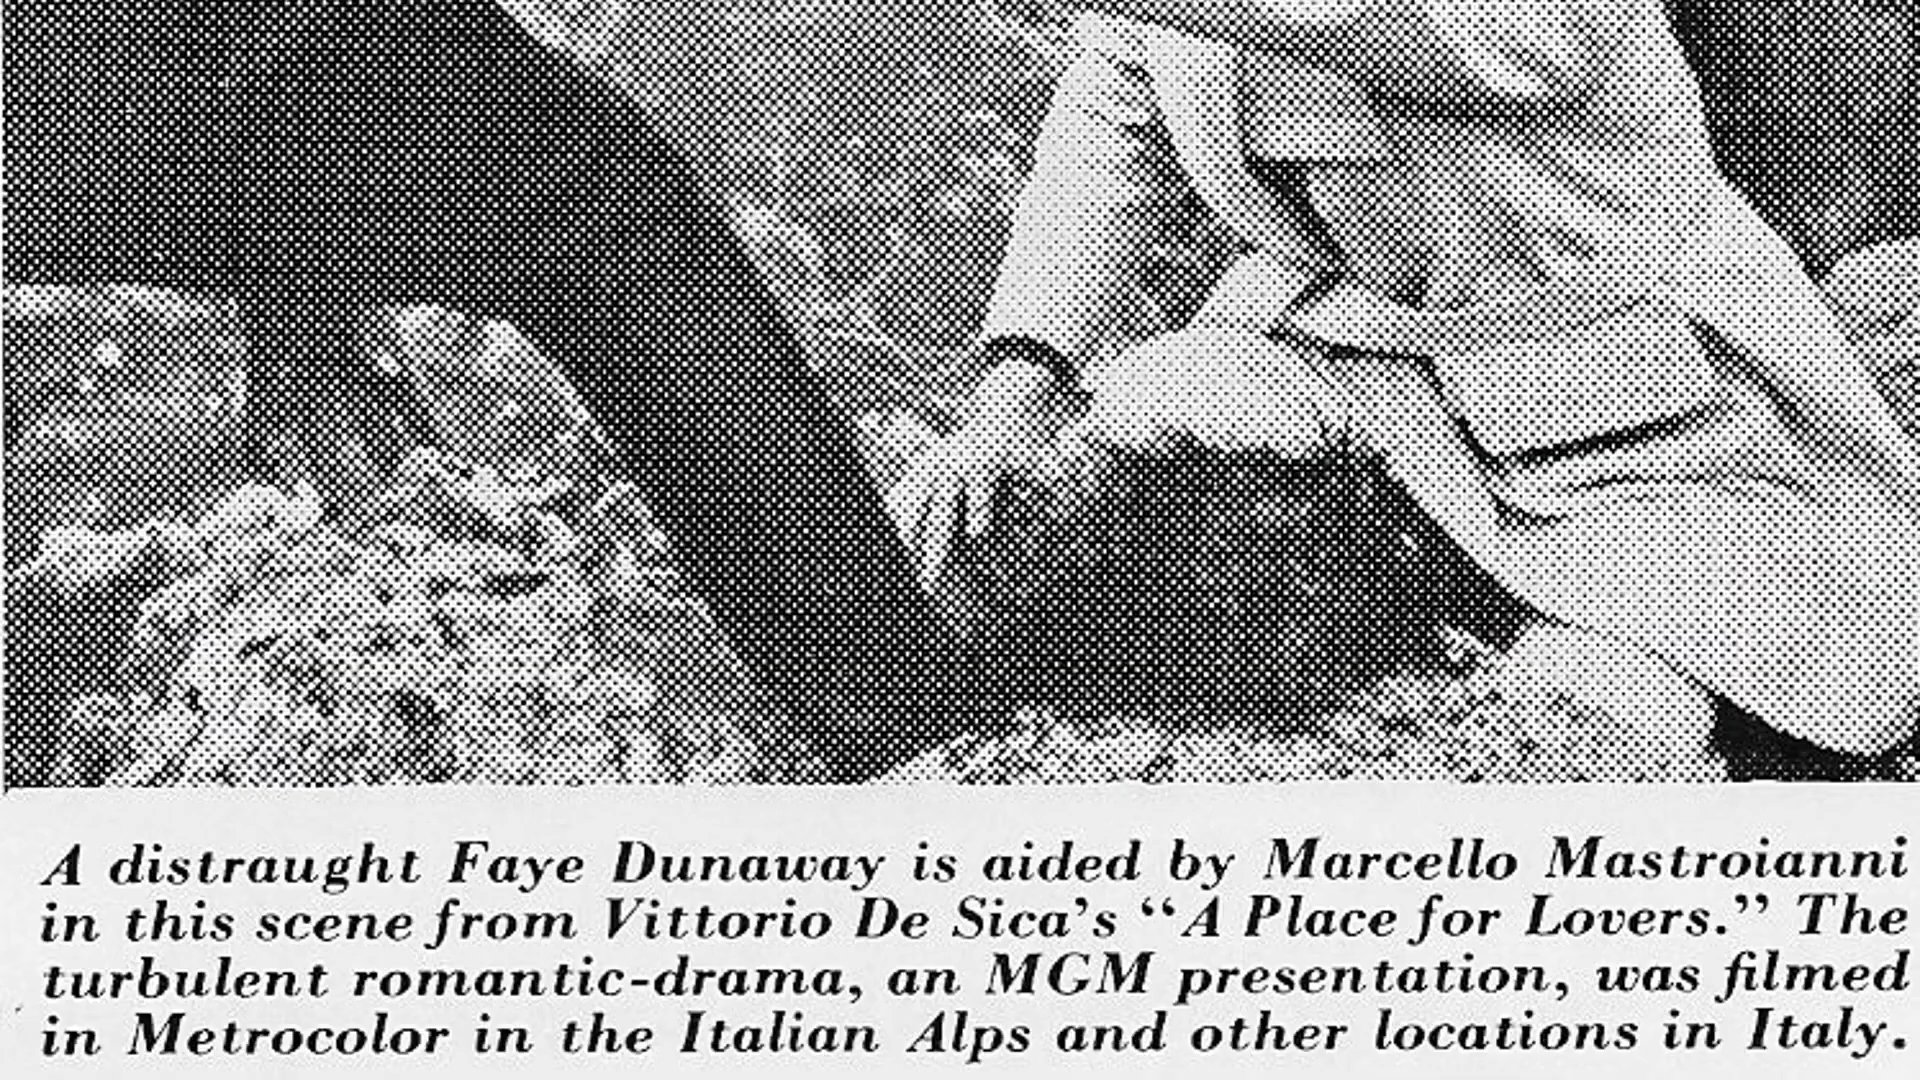 A distraught Faye Dunaway is aided by Marcello Mastroianni
in this scene from Vittorio De Sica's “A Place for Lovers.” The
turbulent romantic-drama, an MGM presentation, was filmed
in Metrocolor in the Italian Alps and other locations in Italy.